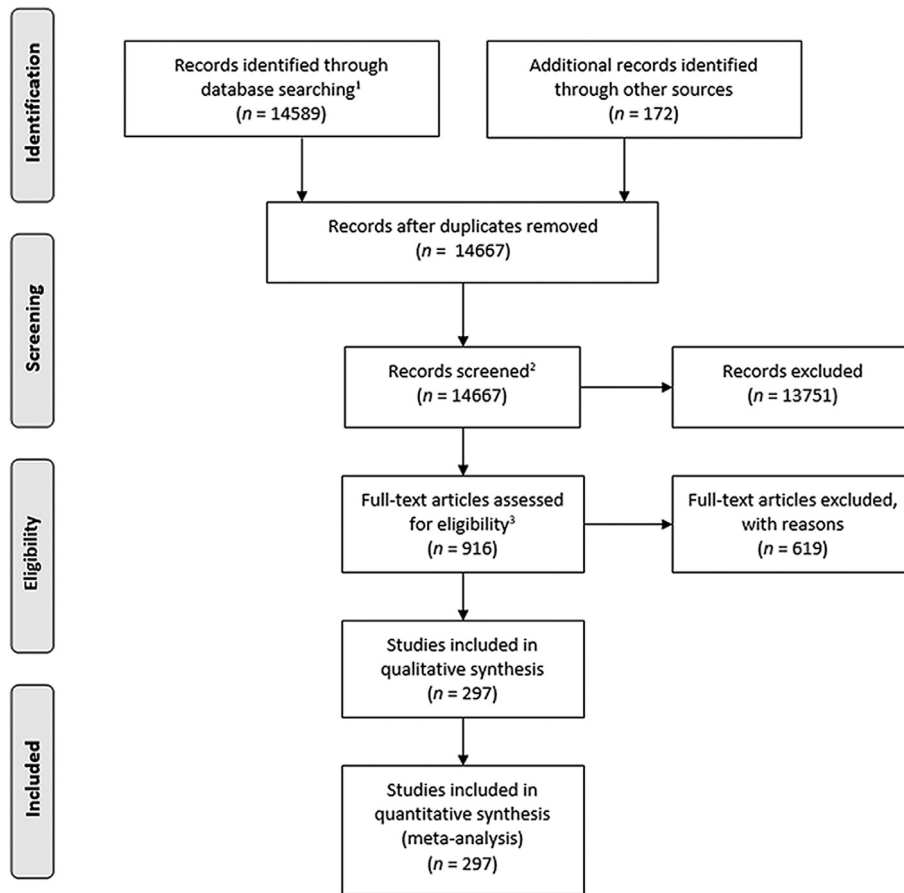 Identification
Records identified through
database searching¹
(n = 14589)
Additional records identified
through other sources
(n = 172)
Records after duplicates removed
(n = 14667)
Screening
Records screened²
(n = 14667)
Records excluded
(n = 13751)
Eligibility
Full-text articles assessed
for eligibility³
(n = 916)
Full-text articles excluded,
with reasons
(n = 619)
Studies included in
qualitative synthesis
(n = 297)
Included
Studies included in
quantitative synthesis
(meta-analysis)
(n = 297)